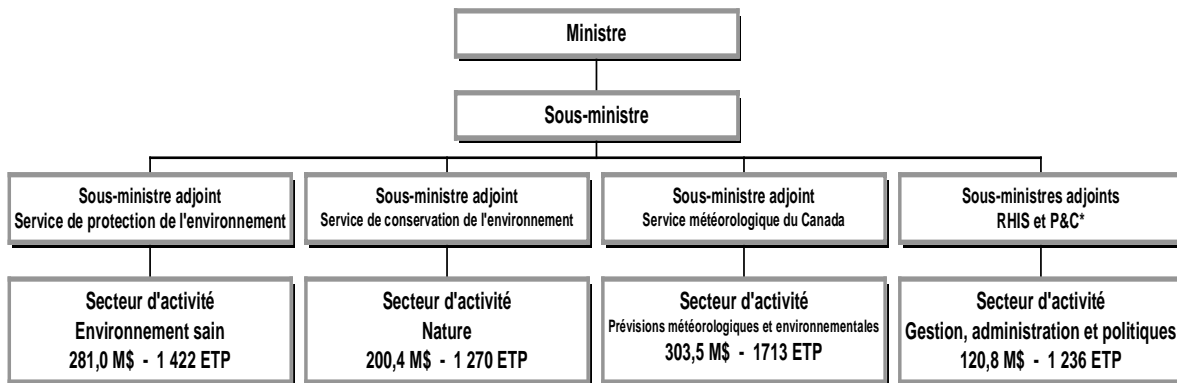 Ministre
Sous-ministre
Sous-ministre adjoint
Service de protection de l'environnement
Sous-ministre adjoint
Service de conservation de l'environnement
Sous-ministre adjoint
Service météorologique du Canada
Sous-ministres adjoints
RHIS et P&C*
Secteur d'activité
Environnement sain
281,0 M$ - 1 422 ETP
Secteur d'activité
Nature
200,4 M$ - 1 270 ETP
Secteur d'activité
Prévisions météorologiques et environnementales
303,5 M$ - 1713 ETP
Secteur d'activité
Gestion, administration et politiques
120,8 M$ - 1 236 ETP